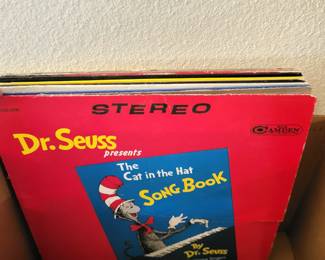 STEREO
CAMDEN
Dr. Seuss
presents
The
Cat in the Hat
SONG BOOK
By
Dr. Seuss